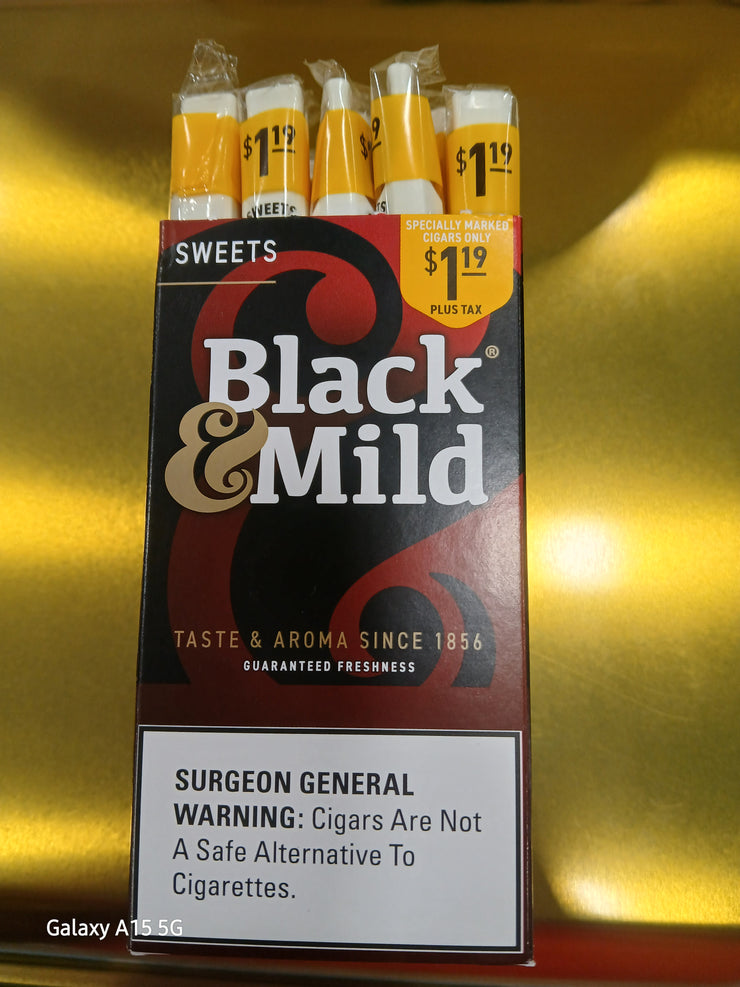 $1.19
$
9
$1.19
SWEETS
SWEETS
SPECIALLY MARKED
CIGARS ONLY
$1.19
PLUS TAX
Black®
&Mild
TASTE & AROMA SINCE 1856
GUARANTEED FRESHNESS
SURGEON GENERAL
WARNING: Cigars Are Not
A Safe Alternative To
Cigarettes.
Galaxy A15 5G